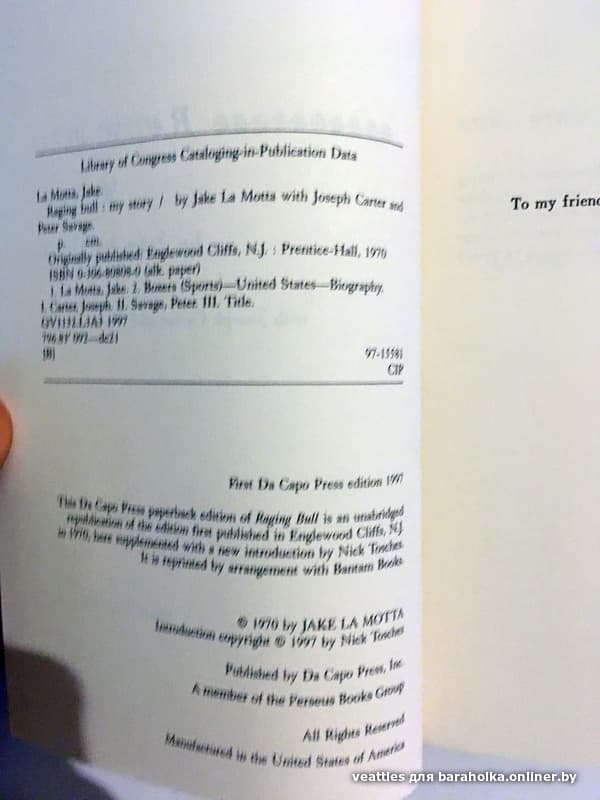 Library of Congress Cataloging-in-Publication Data
La Motta, Jake.
Raging bull : my story / by Jake La Motta with Joseph Carter and
Peter Savage.
p. cm.
Originally published: Englewood Cliffs, N.J. : Prentice-Hall, 1970
ISBN 0-306-80808-0 (alk. paper)
1. La Motta, Jake. 2. Boxers (Sports)—United States—Biography.
I. Carter, Joseph. II. Savage, Peter. III. Title.
GV1132.L3A3 1997
796.83'092—dc21
[B]
97-15581
CIP
First Da Capo Press edition 1997
This Da Capo Press paperback edition of Raging Bull is an unabridged
republication of the edition first published in Englewood Cliffs, N.J.
in 1970, here supplemented with a new introduction by Nick Tosches.
It is reprinted by arrangement with Bantam Books.
© 1970 by JAKE LA MOTTA
Introduction copyright © 1997 by Nick Tosches
Published by Da Capo Press, Inc.
A member of the Perseus Books Group
All Rights Reserved
Manufactured in the United States of America
To my friend
veattles для baraholka.onliner.by